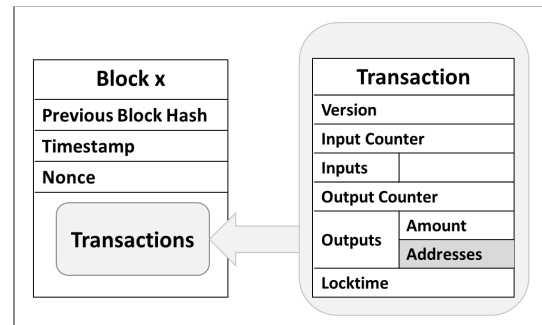 Block x
Previous Block Hash
Timestamp
Nonce
Transactions
Transaction
Version
Input Counter
Inputs
Output Counter
Outputs
Amount
Addresses
Locktime